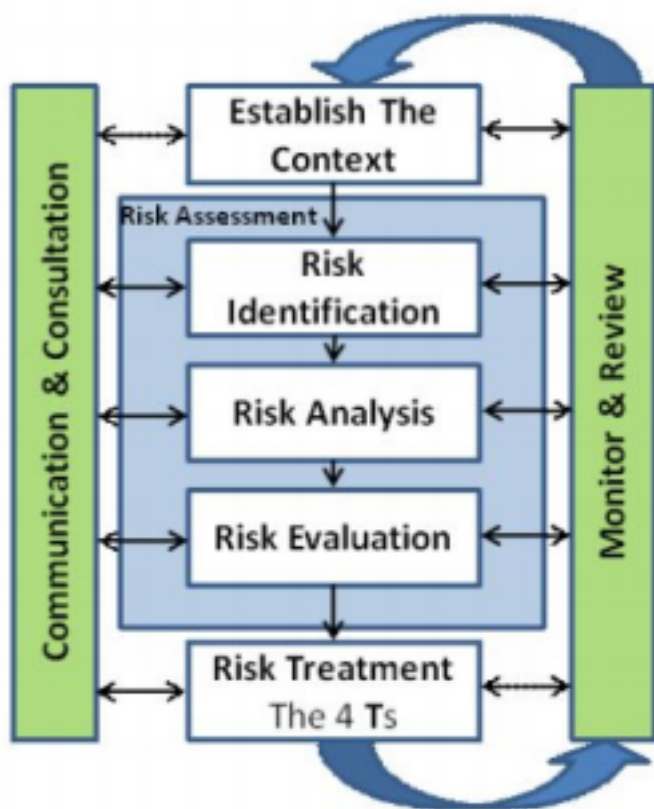 Establish The
Context
Communication & Consultation
Risk Assessment
Risk
Identification
Risk Analysis
Risk Evaluation
Monitor & Review
Risk Treatment
The 4 Ts